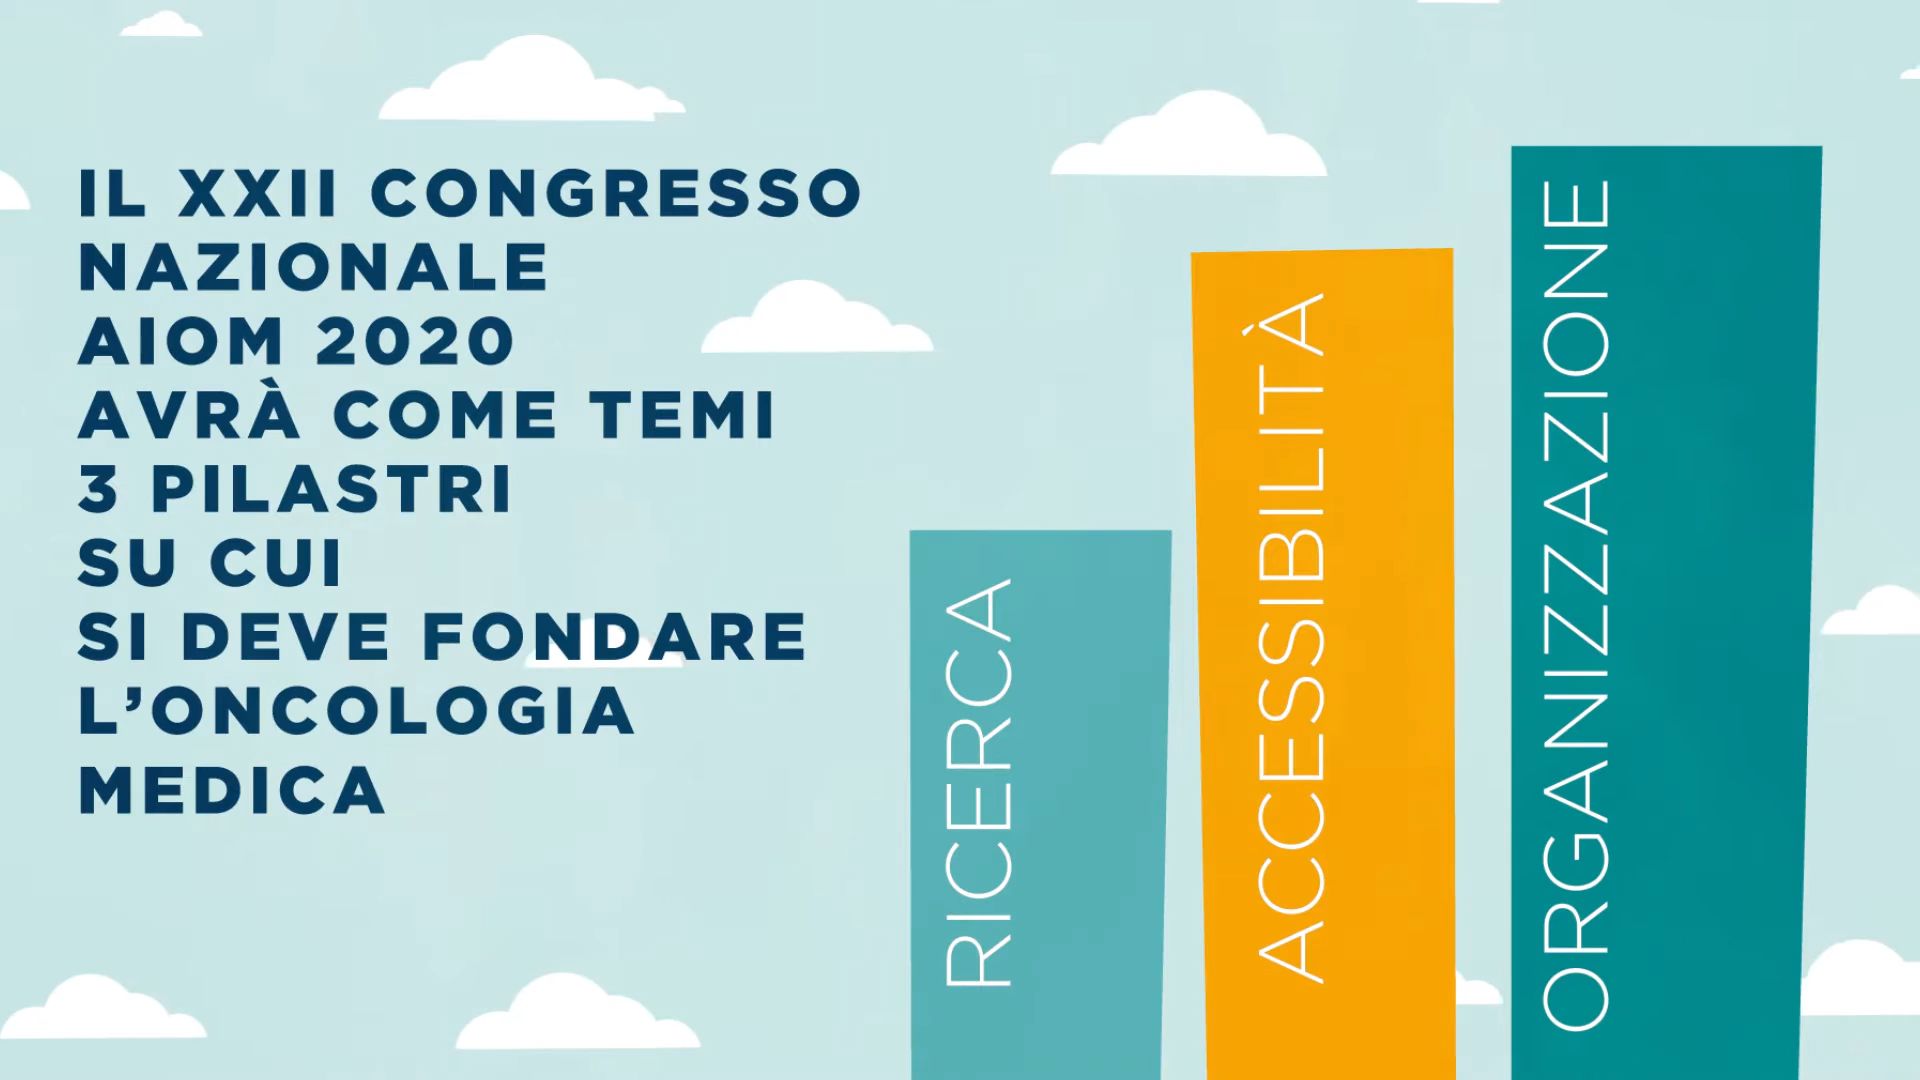 IL XXII CONGRESSO
NAZIONALE
AIOM 2020
AVRÀ COME TEMI
3 PILASTRI
SU CUI
SI DEVE FONDARE
L’ONCOLOGIA
MEDICA
RICERCA
ACCESSIBILITÀ
ORGANIZZAZIONE